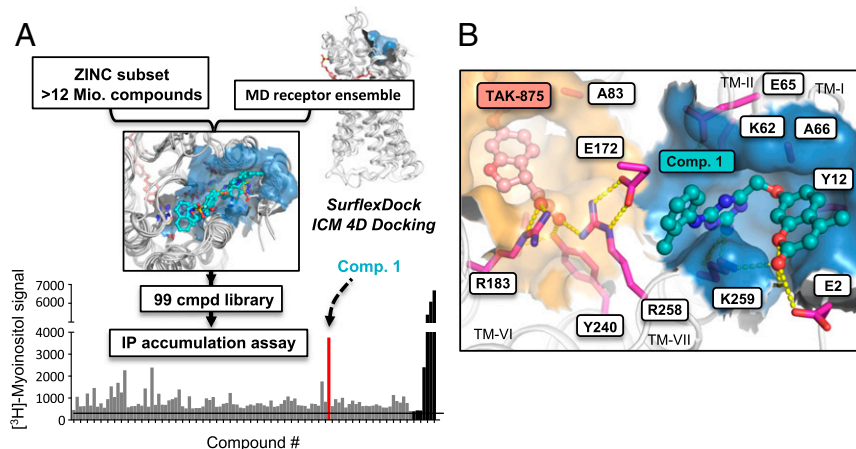 A
ZINC subset
>12 Mio. compounds
MD receptor ensemble
SurflexDock
ICM 4D Docking
Comp. 1
99 cmpd library
IP accumulation assay
[³H]-Myoinositol signal
7000
6000
4000
3000
2000
1000
0
Compound #
B
TAK-875
A83
TM-II
E65
TM-I
K62
A66
E172
Comp. 1
Y12
R183
K259
E2
R258
Y240
TM-VI
TM-VII